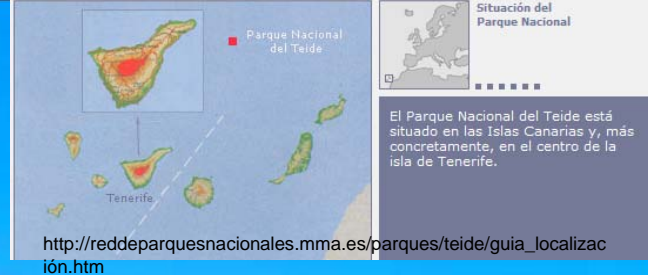 Parque Nacional
del Teide
Tenerife
Situación del
Parque Nacional
El Parque Nacional del Teide está
situado en las Islas Canarias y, más
concretamente, en el centro de la
isla de Tenerife.
http://reddeparquesnacionales.mma.es/parques/teide/guia_localizac
ión.htm